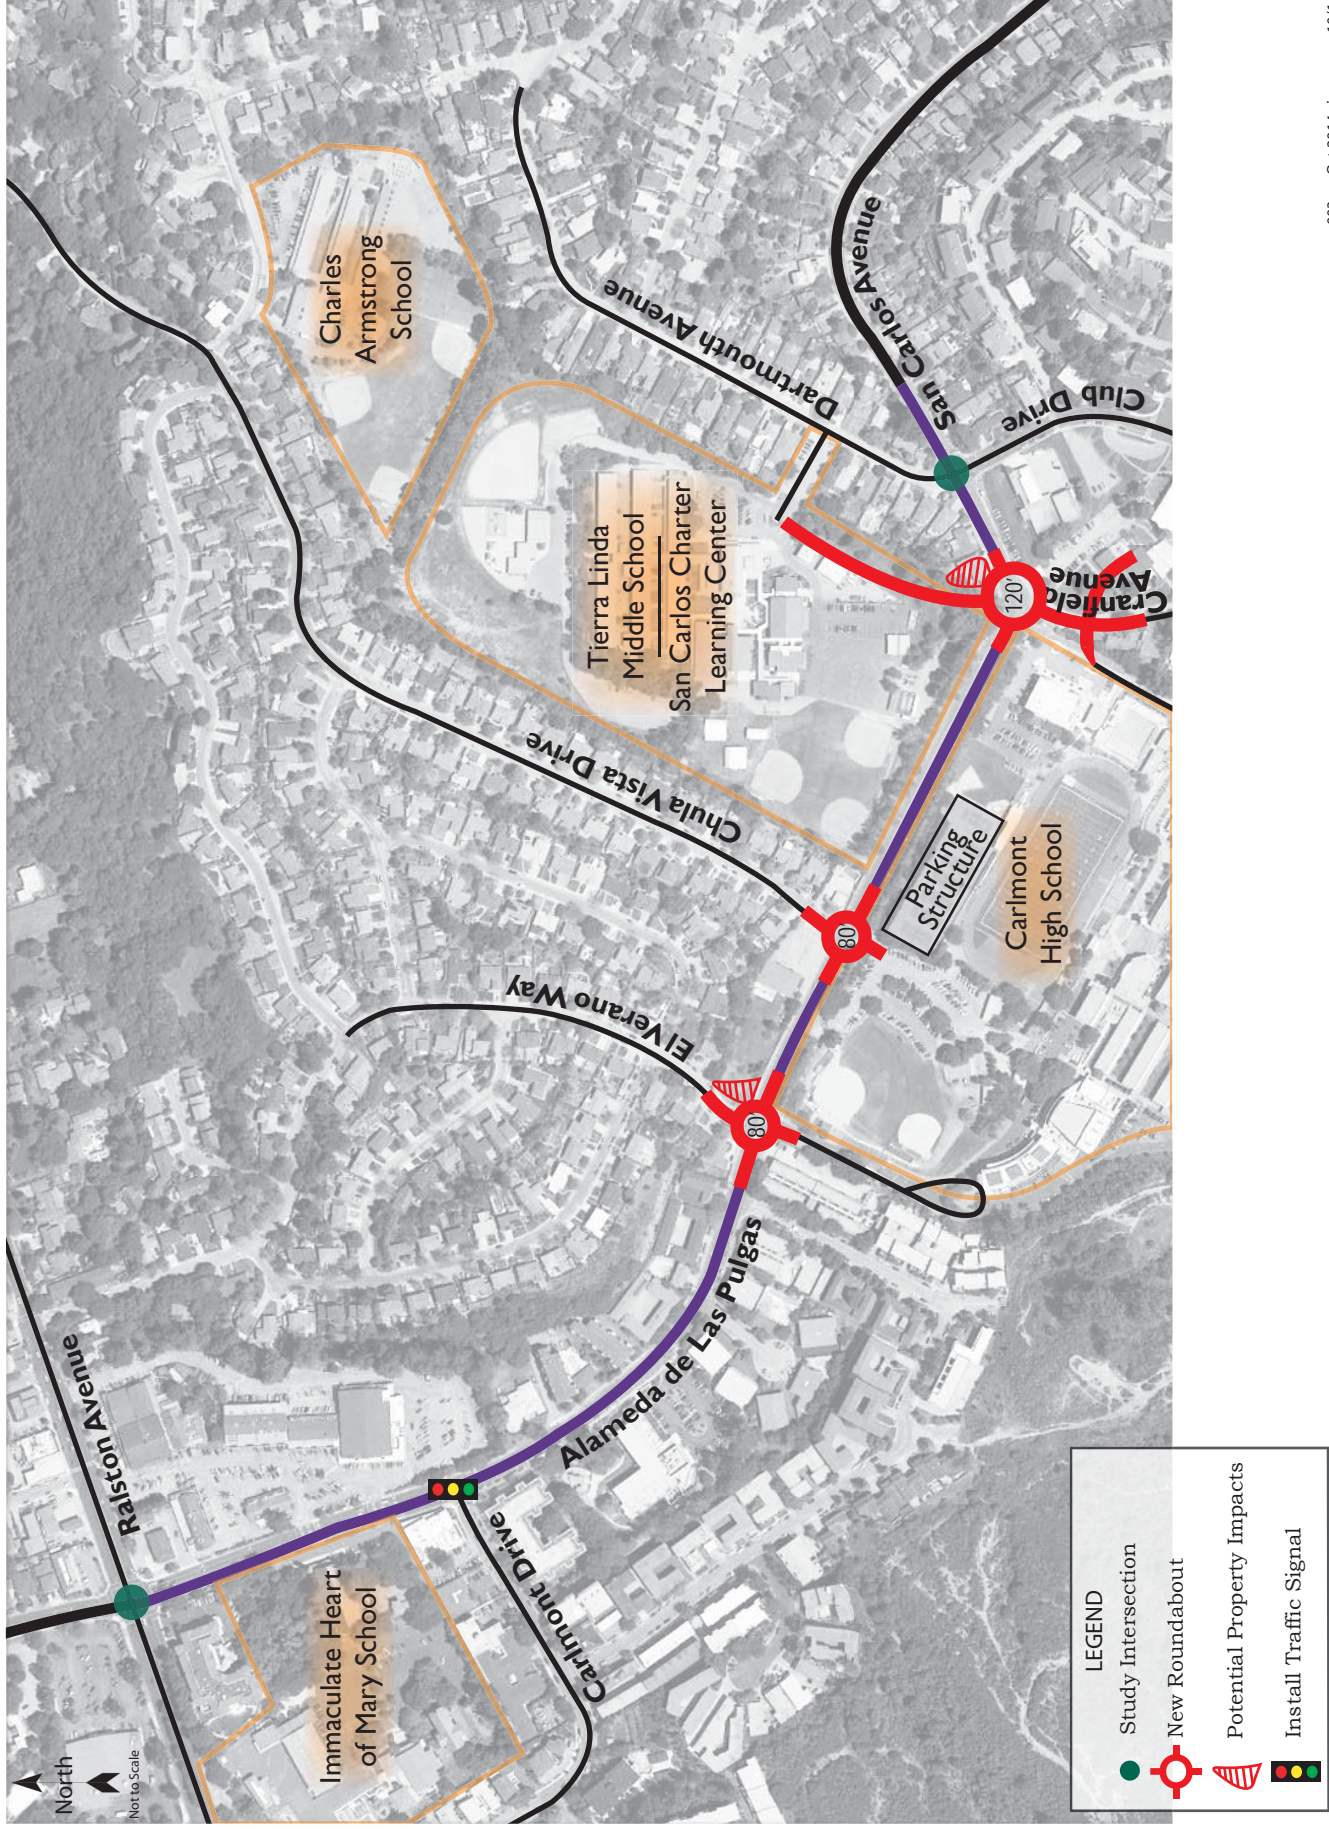 North
Not to Scale
Ralston Avenue
Immaculate Heart
of Mary School
Carlmont Drive
Alameda de Las Pulgas
El Verano Way
Chula Vista Drive
Charles
Armstrong
School
Tierra Linda
Middle School
San Carlos Charter
Learning Center
Dartmouth Avenue
San Carlos Avenue
Club Drive
Cranfield
Avenue
80'
80'
120'
Parking
Structure
Carlmont
High School
LEGEND
Study Intersection
New Roundabout
Potential Property Impacts
Install Traffic Signal